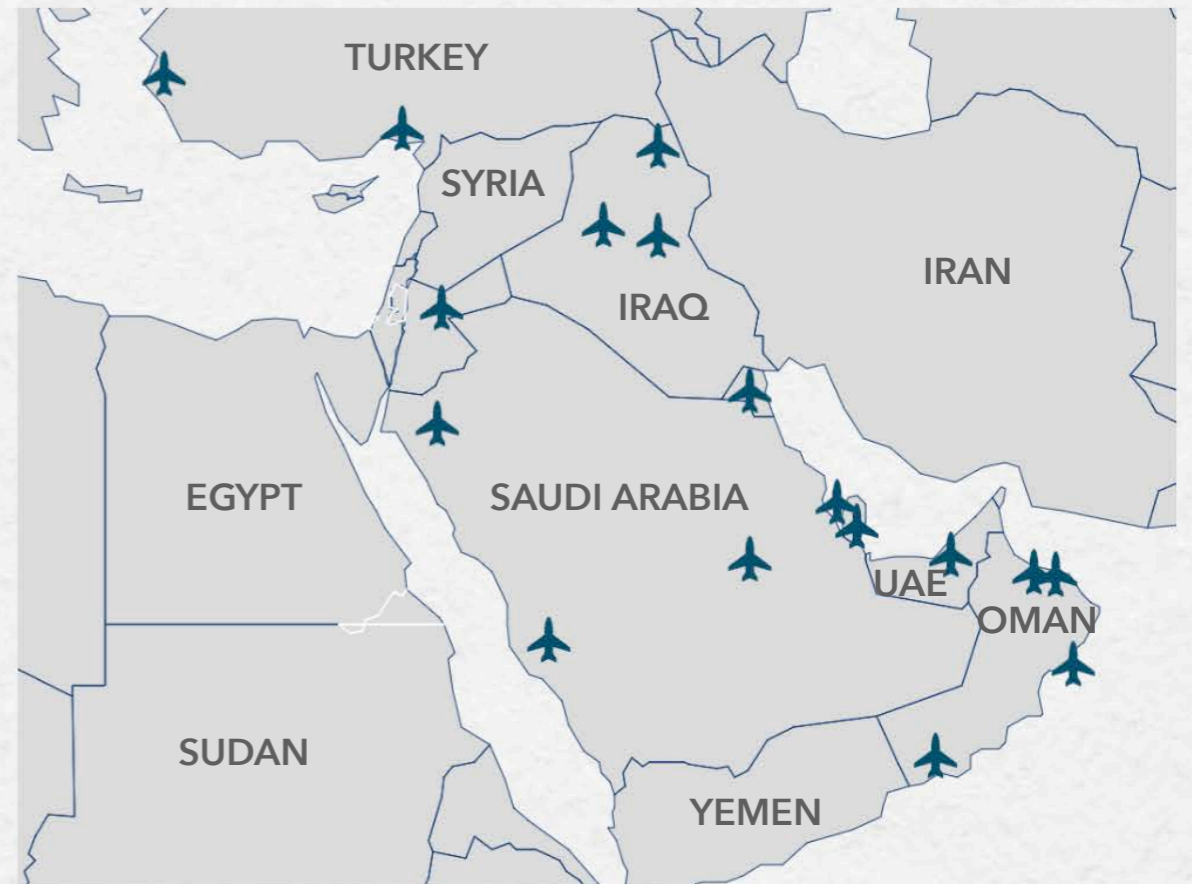 TURKEY
SYRIA
IRAN
IRAQ
EGYPT
SAUDI ARABIA
UAE
OMAN
SUDAN
YEMEN